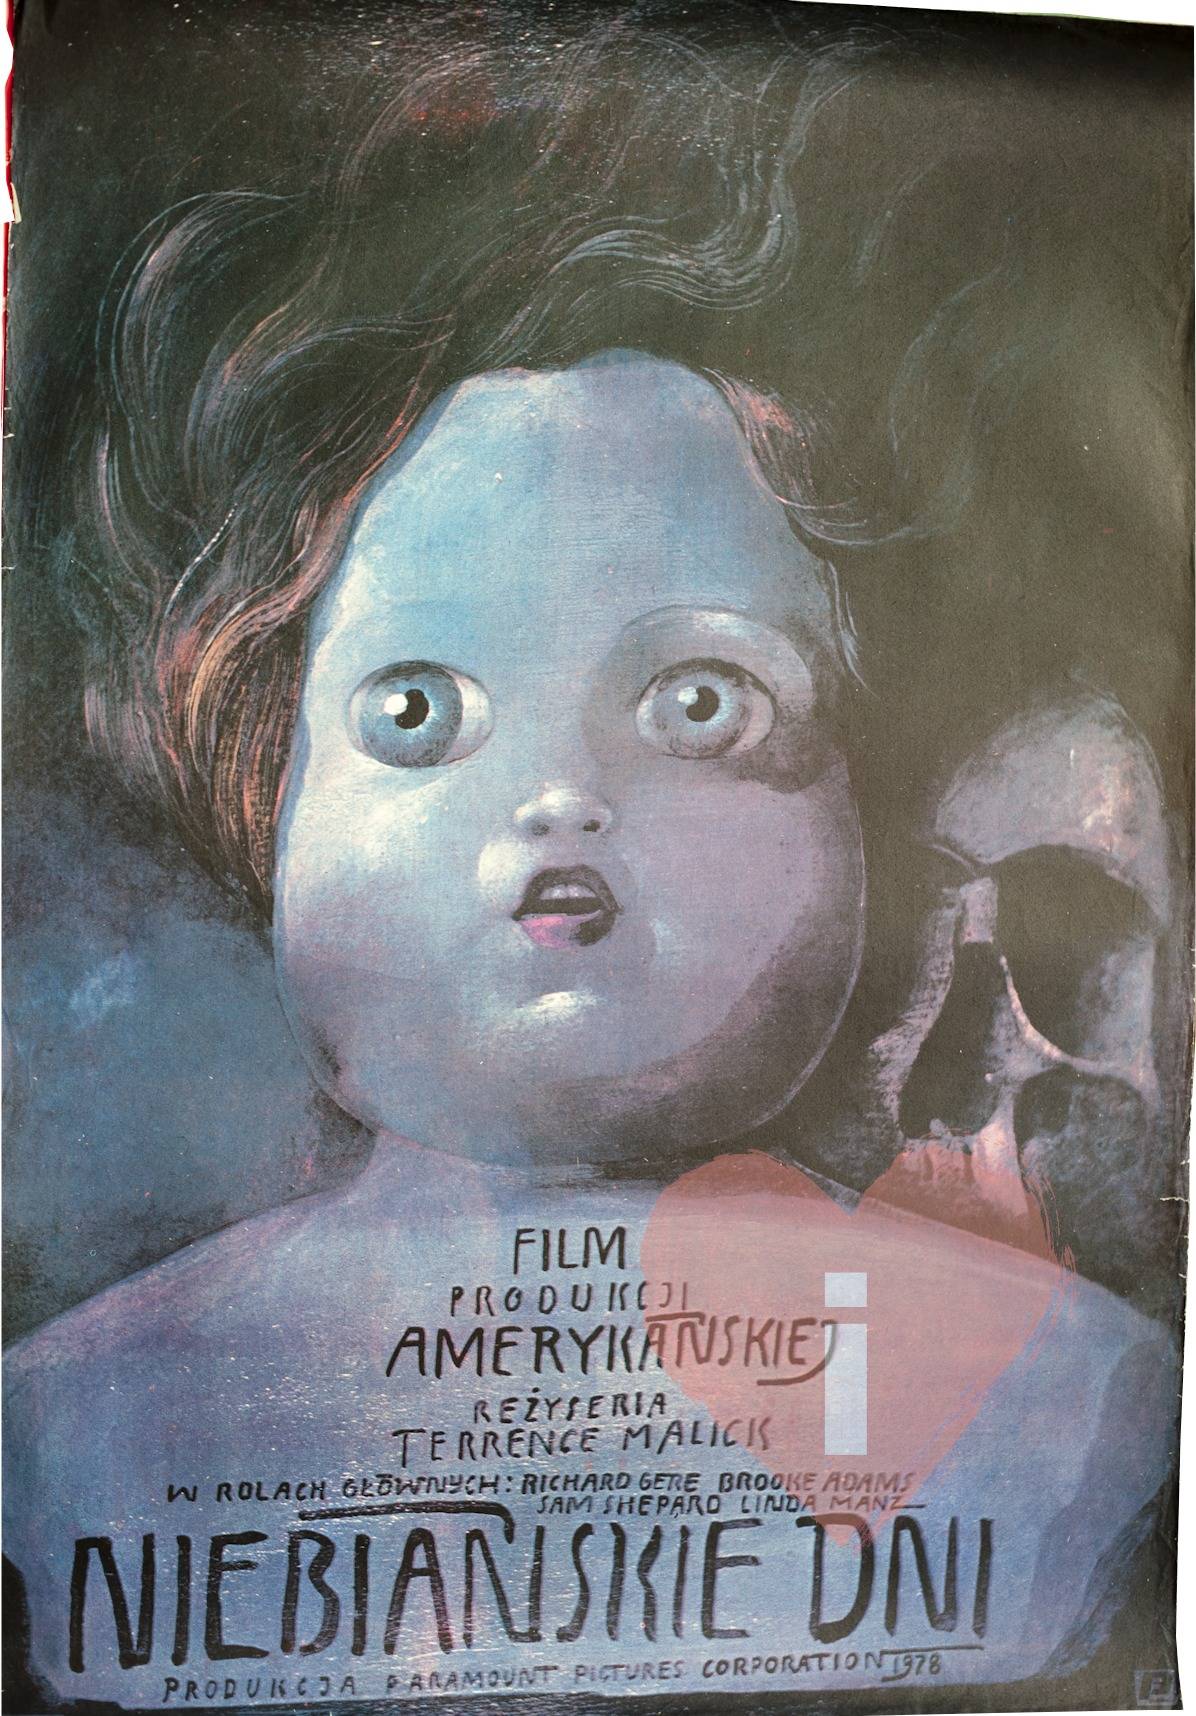 FILM
PRODUKCJI
AMERYKAŃSKIEJ
REŻYSERIA
TERRENCE MALICK
W ROLACH GŁÓWNYCH: RICHARD GERE BROOKE ADAMS
SAM SHEPARD LINDA MANZ
NIEBIAŃSKIE DNI
PRODUKCJA PARAMOUNT PICTURES CORPORATION 1978
i